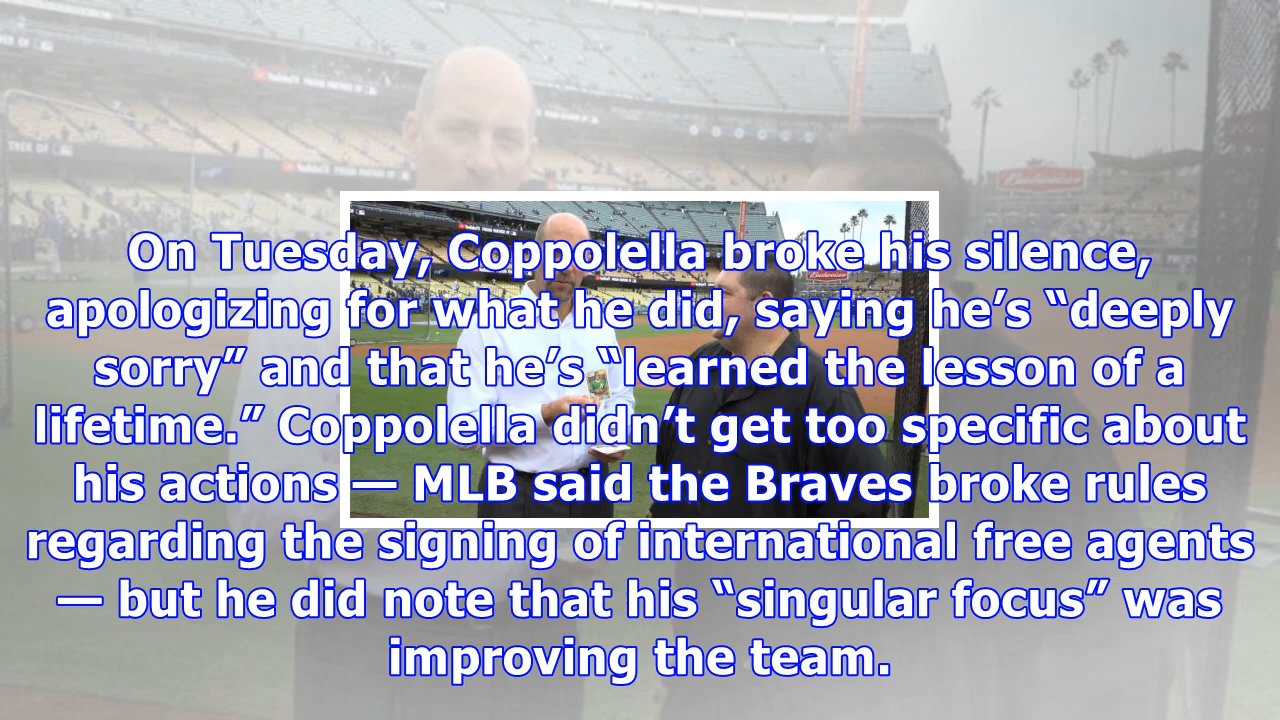 On Tuesday, Coppolella broke his silence,
apologizing for what he did, saying he’s “deeply
sorry” and that he’s “learned the lesson of a
lifetime.” Coppolella didn’t get too specific about
his actions — MLB said the Braves broke rules
regarding the signing of international free agents
— but he did note that his “singular focus” was
improving the team.
Budweiser